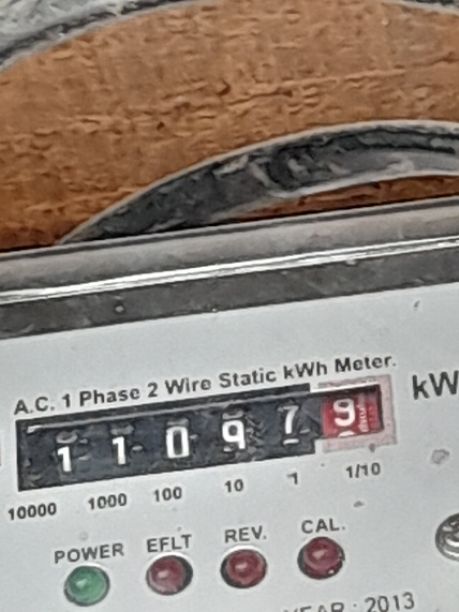 A.C. 1 Phase 2 Wire Static kWh Meter.
kW
1 1 0 9 7 9
10000 1000 100 10 1 1/10
POWER EFLT REV. CAL.
YEAR : 2013